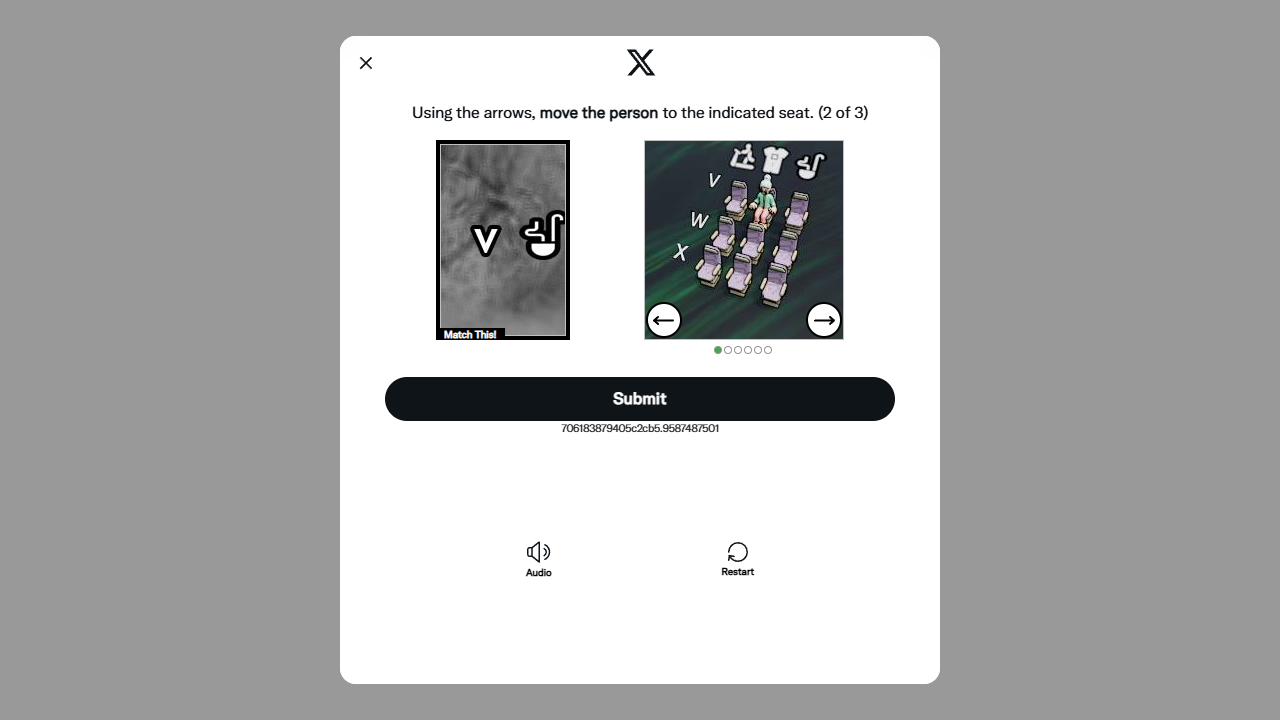 X
Using the arrows, move the person to the indicated seat. (2 of 3)
V
Match This!
V
W
X
Submit
706183879405c2cb5.9587487501
Audio
Restart